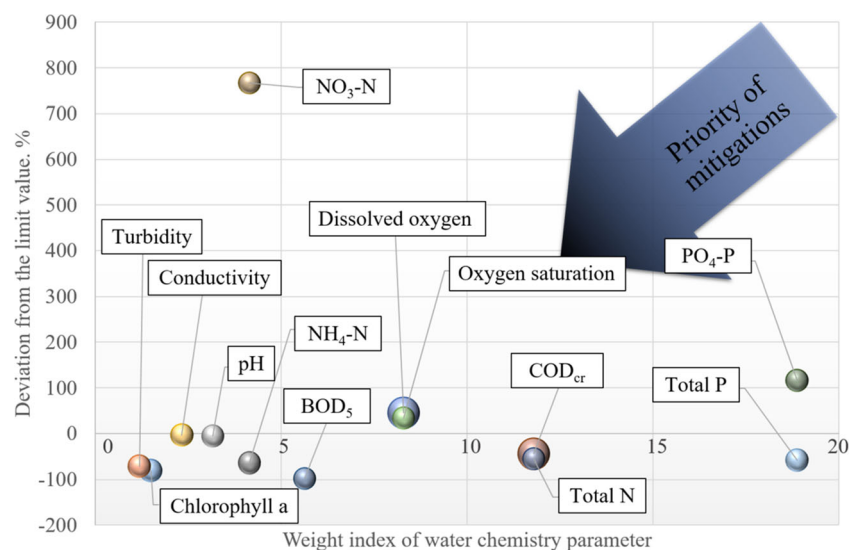 900
800
700
600
500
400
300
200
100
0
-100
-200
Deviation from the limit value. %
0
5
10
15
20
Weight index of water chemistry parameter
Priority of
mitigations
NO₃-N
Dissolved oxygen
Turbidity
Oxygen saturation
PO₄-P
Conductivity
NH₄-N
pH
COD꜀ᵣ
Total P
BOD₅
Total N
Chlorophyll a